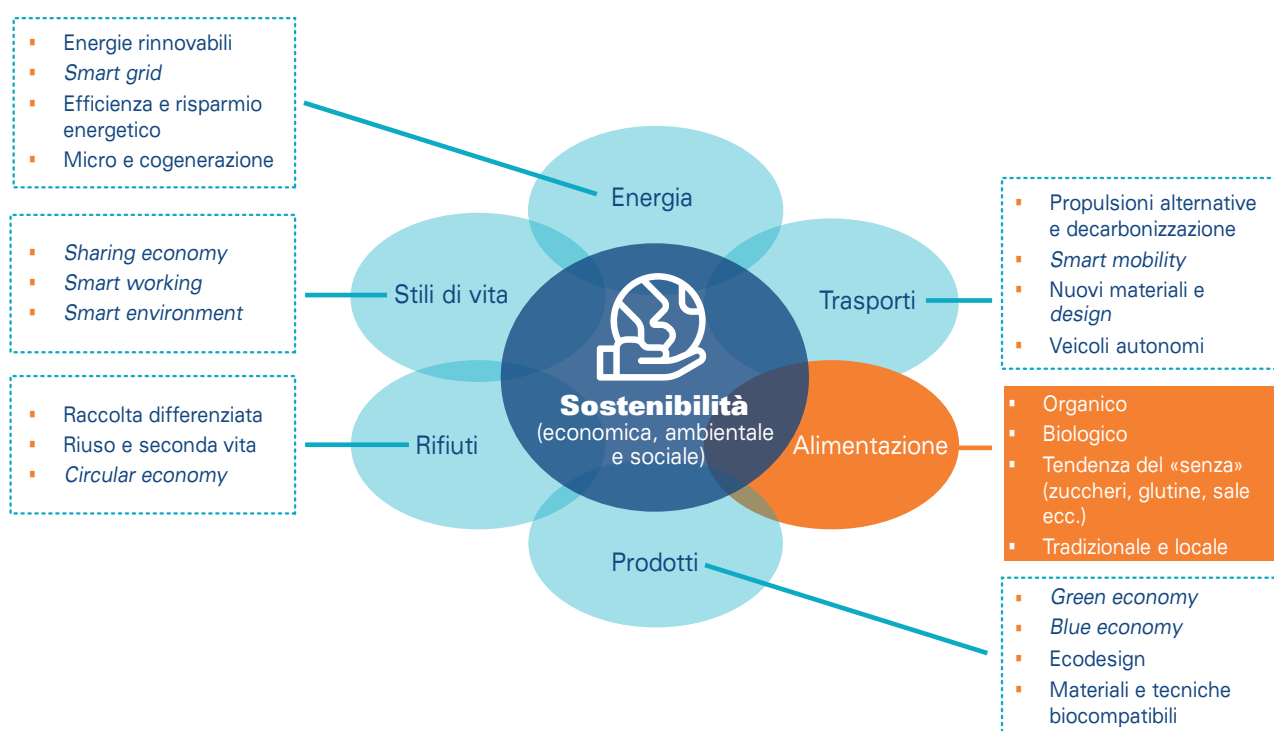 Energie rinnovabili
Smart grid
Efficienza e risparmio
energetico
Micro e cogenerazione
Sharing economy
Smart working
Smart environment
Raccolta differenziata
Riuso e seconda vita
Circular economy
Energia
Stili di vita
Trasporti
Sostenibilità
(economica, ambientale
e sociale)
Rifiuti
Alimentazione
Prodotti
Propulsioni alternative
e decarbonizzazione
Smart mobility
Nuovi materiali e
design
Veicoli autonomi
Organico
Biologico
Tendenza del «senza»
(zuccheri, glutine, sale
ecc.)
Tradizionale e locale
Green economy
Blue economy
Ecodesign
Materiali e tecniche
biocompatibili